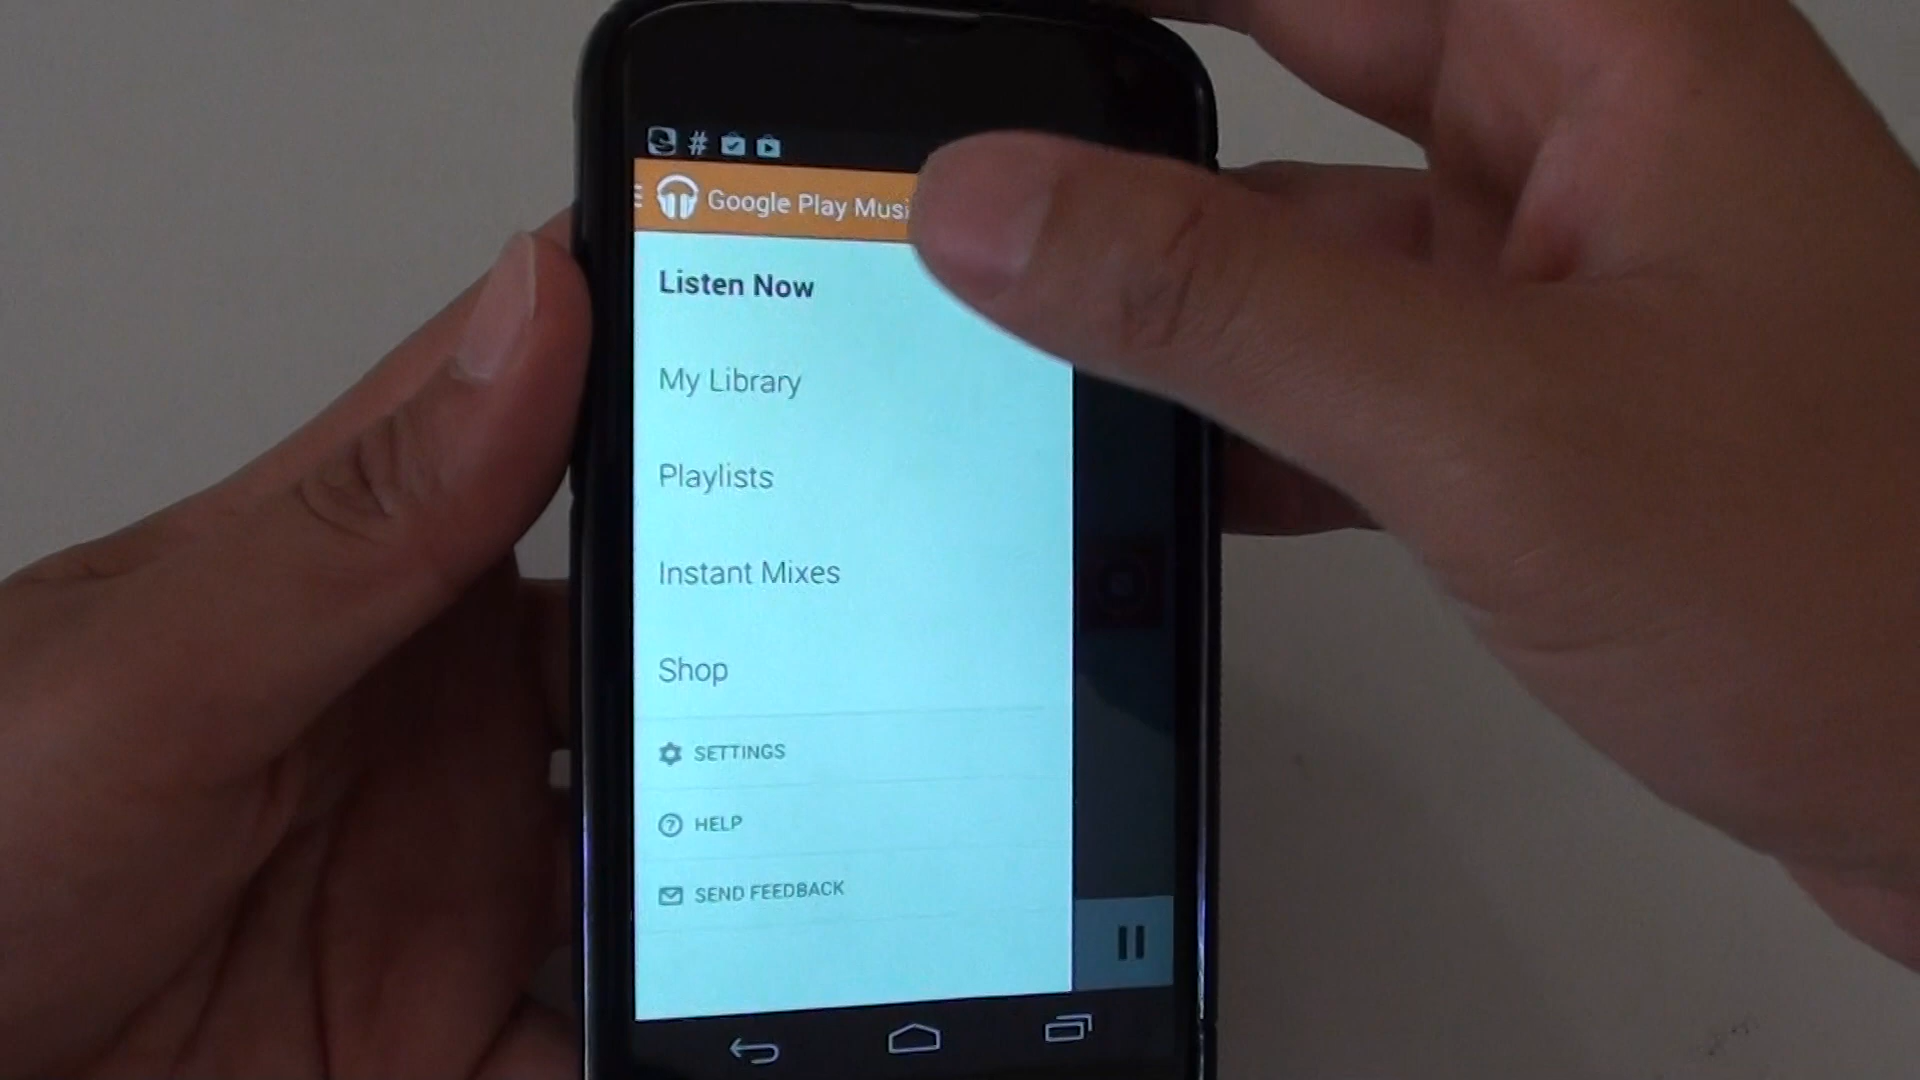 #
Google Play Musi
Listen Now
My Library
Playlists
Instant Mixes
Shop
SETTINGS
HELP
SEND FEEDBACK